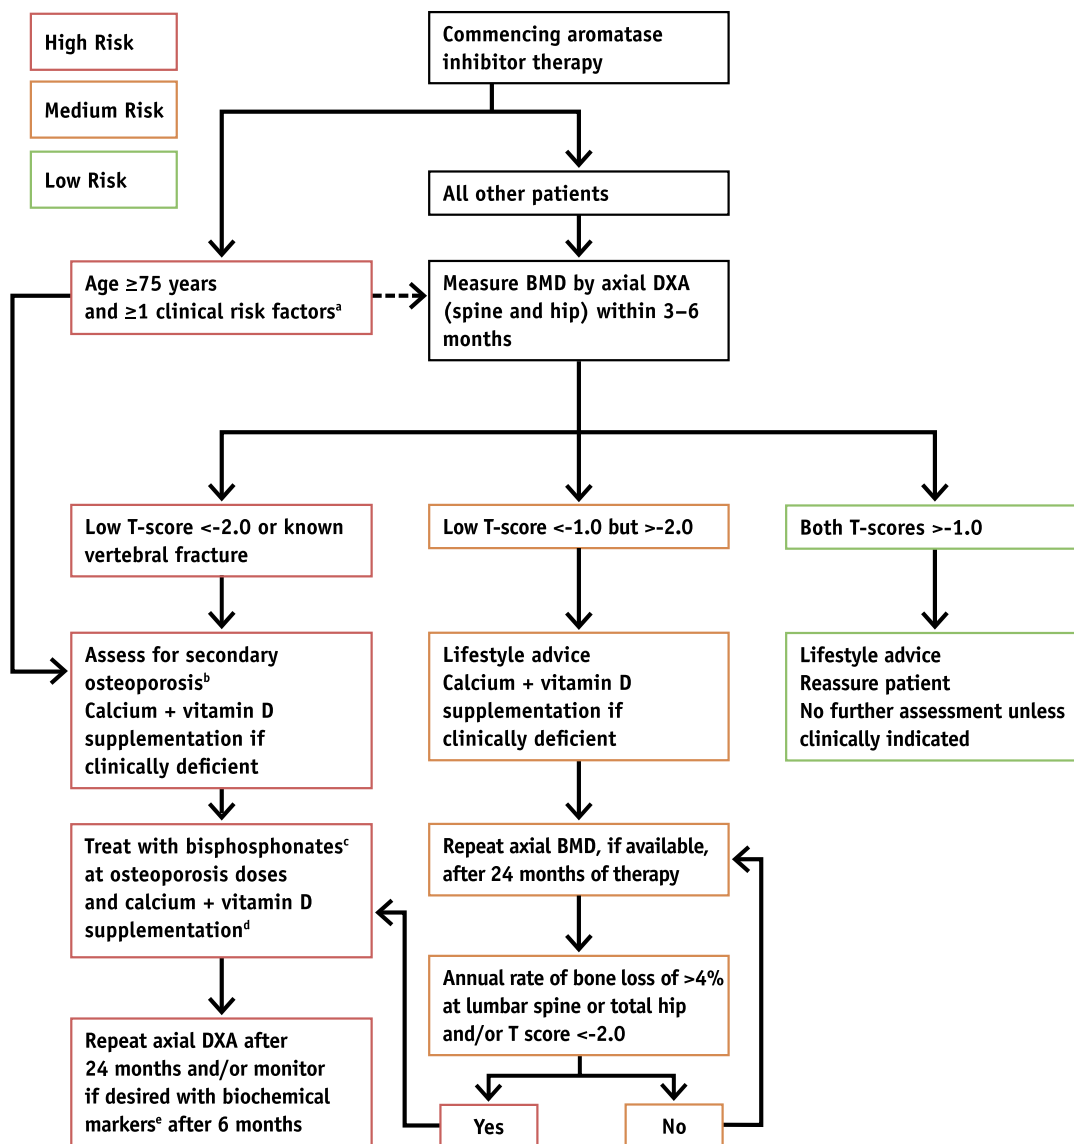 High Risk
Medium Risk
Low Risk
Commencing aromatase
inhibitor therapy
All other patients
Age ≥75 years
and ≥1 clinical risk factorsᵃ
Measure BMD by axial DXA
(spine and hip) within 3–6
months
Low T-score <-2.0 or known
vertebral fracture
Low T-score <-1.0 but >-2.0
Both T-scores >-1.0
Assess for secondary
osteoporosisᵇ
Calcium + vitamin D
supplementation if
clinically deficient
Lifestyle advice
Calcium + vitamin D
supplementation if
clinically deficient
Lifestyle advice
Reassure patient
No further assessment unless
clinically indicated
Treat with bisphosphonatesᶜ
at osteoporosis doses
and calcium + vitamin D
supplementationᵈ
Repeat axial BMD, if available,
after 24 months of therapy
Annual rate of bone loss of >4%
at lumbar spine or total hip
and/or T score <-2.0
Repeat axial DXA after
24 months and/or monitor
if desired with biochemical
markersᵉ after 6 months
Yes
No